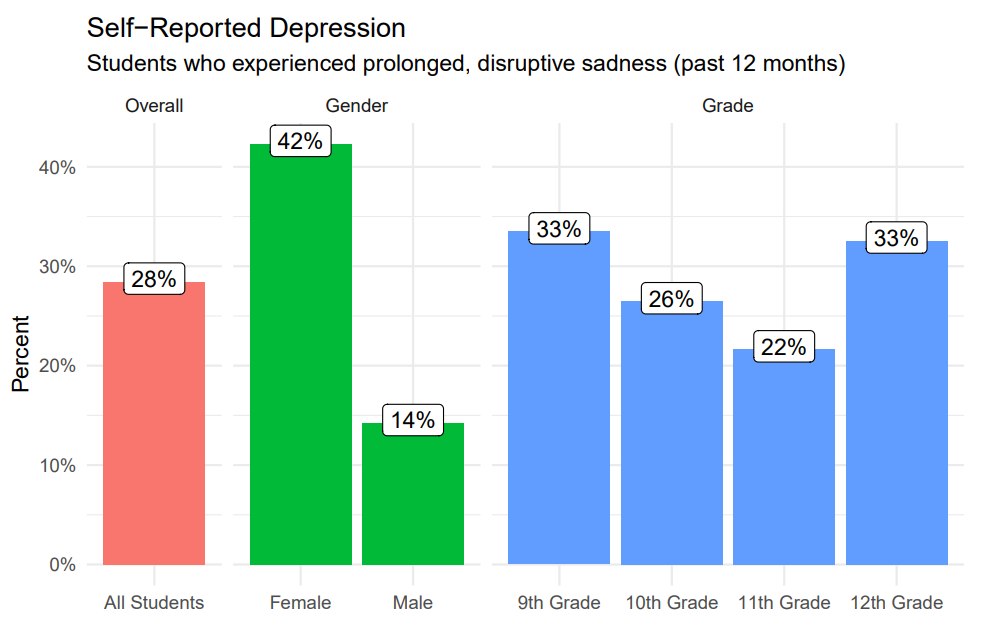 Self−Reported Depression
Students who experienced prolonged, disruptive sadness (past 12 months)
Overall
Gender
Grade
Percent
40%
30%
20%
10%
0%
28%
42%
14%
33%
26%
22%
33%
All Students
Female
Male
9th Grade
10th Grade
11th Grade
12th Grade